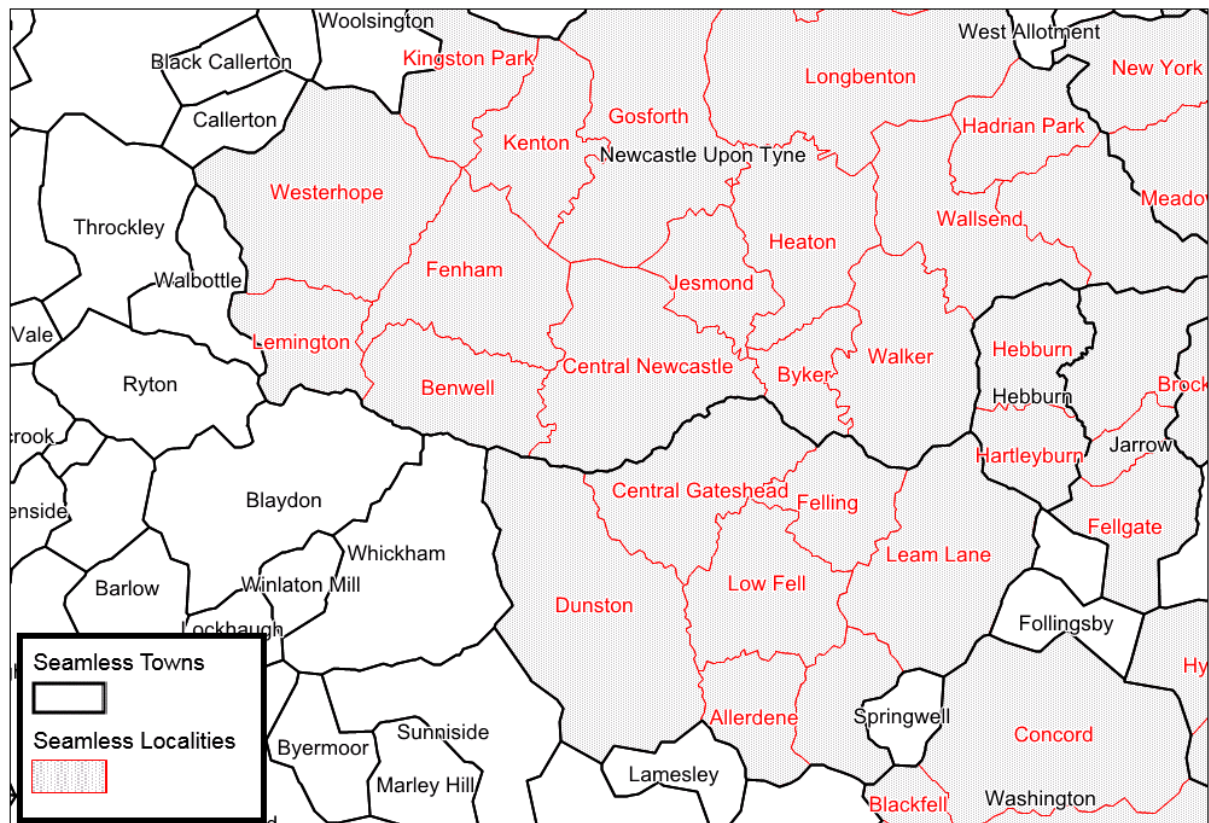 Woolsington
West Allotment
Black Callerton
Kingston Park
Longbenton
New York
Callerton
Gosforth
Hadrian Park
Kenton
Newcastle Upon Tyne
Westerhope
Meadow
Throckley
Wallsend
Heaton
Fenham
Walbottle
Jesmond
Vale
Lemington
Hebburn
Walker
Central Newcastle
Byker
Ryton
Benwell
Brock
Hebburn
crook
Jarrow
Hartleyburn
Central Gateshead
Blaydon
Felling
enside
Fellgate
Whickham
Leam Lane
Barlow
Winlaton Mill
Low Fell
Dunston
Follingsby
Lockhaugh
Seamless Towns
Hy
Allerdene
Springwell
Sunniside
Concord
Seamless Localities
Byermoor
Lamesley
Marley Hill
Washington
Blackfell